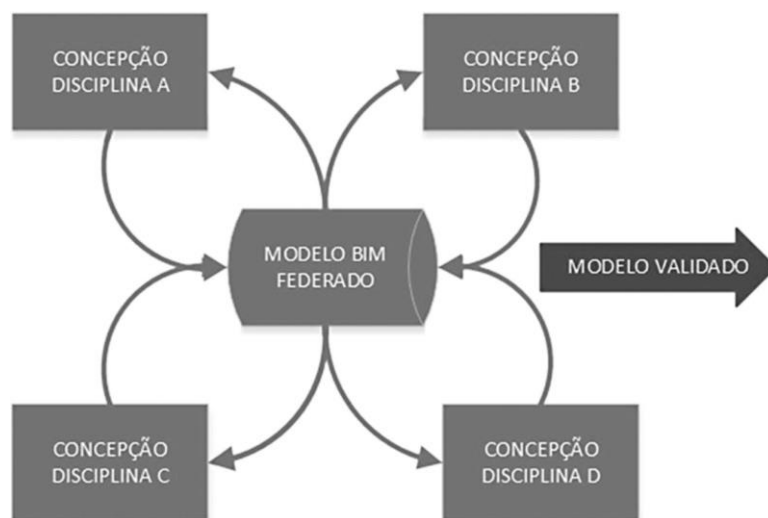 CONCEPÇÃO
DISCIPLINA A
CONCEPÇÃO
DISCIPLINA B
MODELO BIM
FEDERADO
MODELO VALIDADO
CONCEPÇÃO
DISCIPLINA C
CONCEPÇÃO
DISCIPLINA D